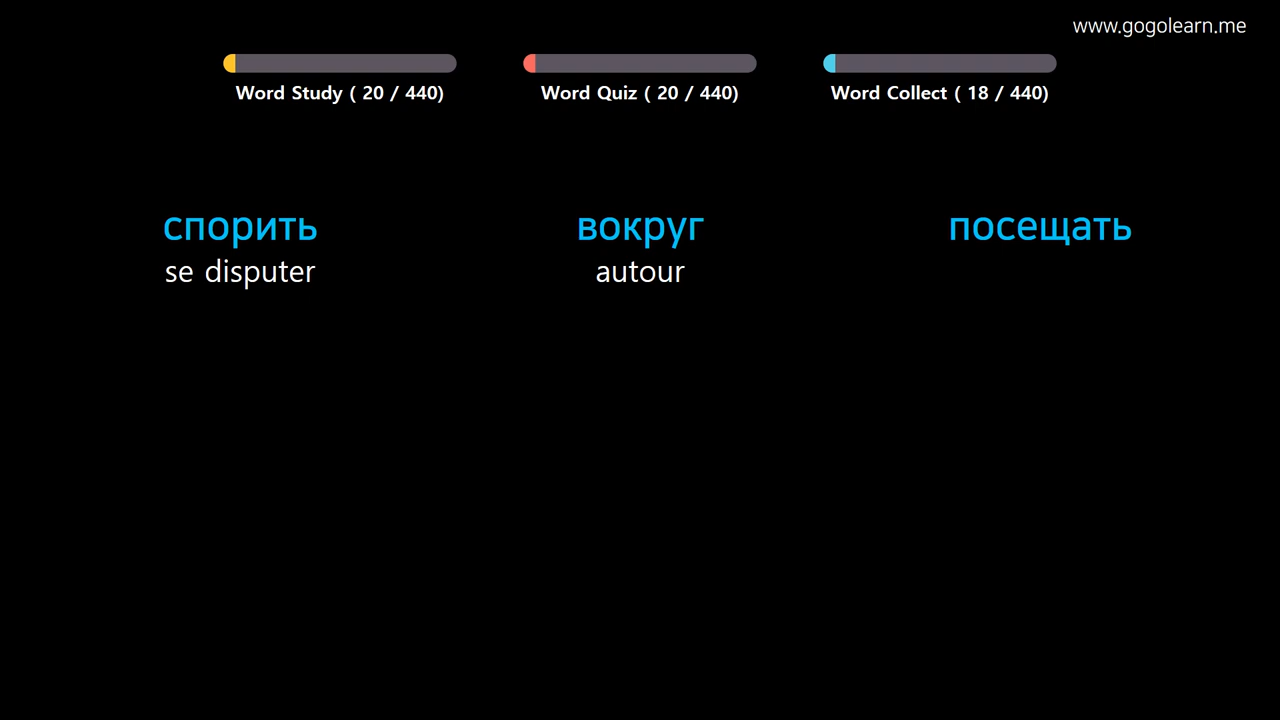 www.gogolearn.me
Word Study ( 20 / 440)
Word Quiz ( 20 / 440)
Word Collect ( 18 / 440)
спорить
se disputer
вокруг
autour
посещать